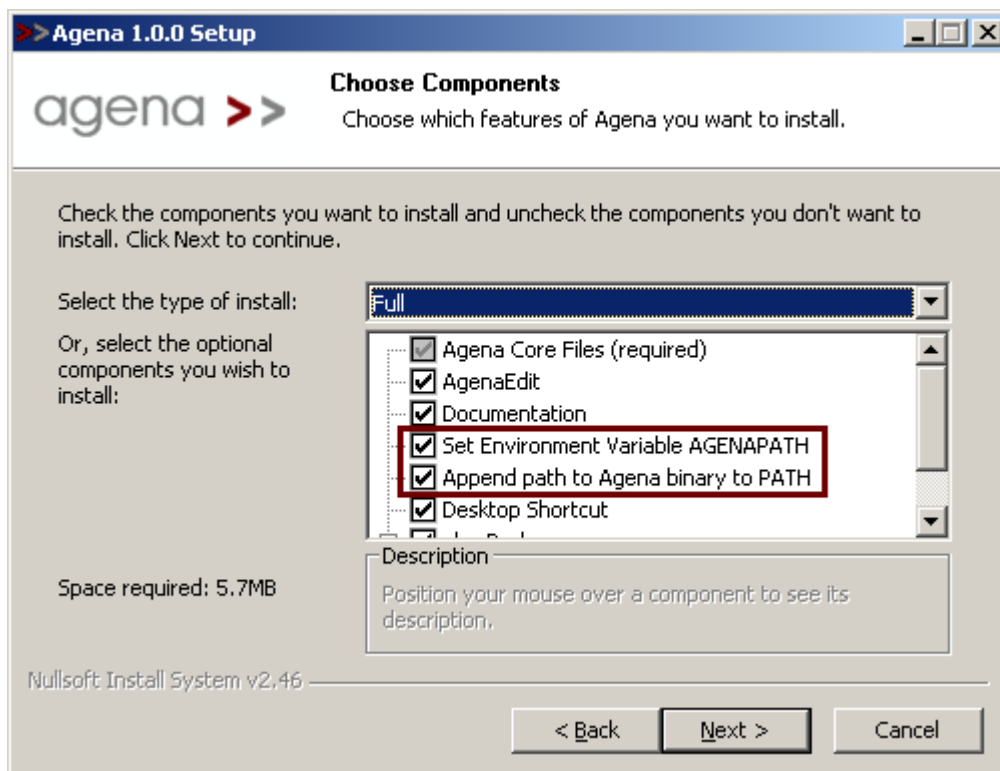 >>Agena 1.0.0 Setup
agena >>
Choose Components
Choose which features of Agena you want to install.
Check the components you want to install and uncheck the components you don't want to
install. Click Next to continue.
Select the type of install:
Full
Or, select the optional
components you wish to
install:
Agena Core Files (required)
AgenaEdit
Documentation
Set Environment Variable AGENAPATH
Append path to Agena binary to PATH
Desktop Shortcut
Space required: 5.7MB
Description
Position your mouse over a component to see its
description.
Nullsoft Install System v2.46
< Back
Next >
Cancel